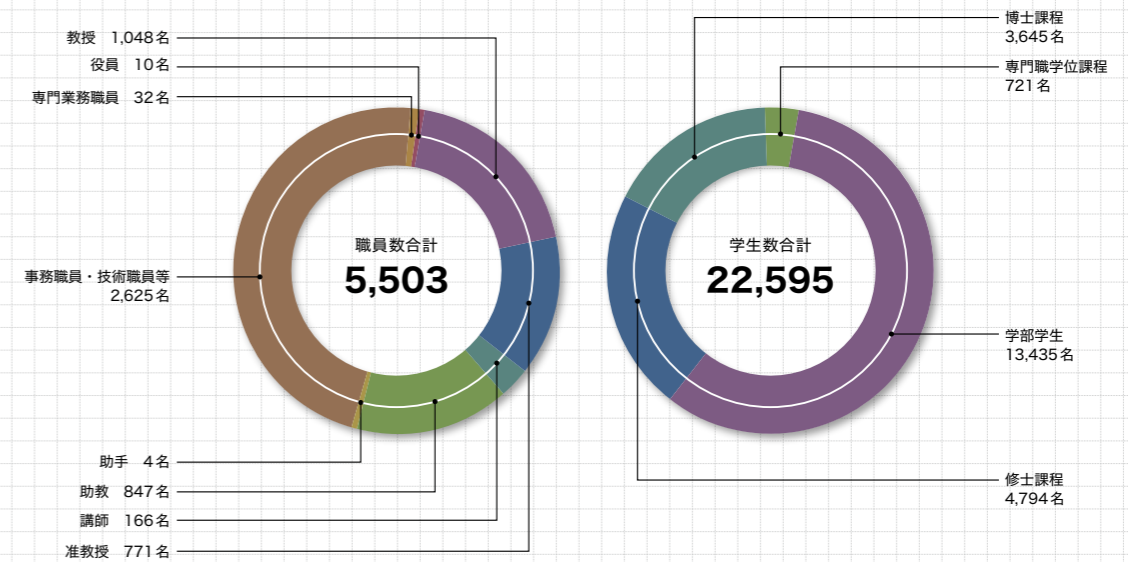 教授 1,048名
役員 10名
専門業務職員 32名
事務職員・技術職員等
2,625名
助手 4名
助教 847名
講師 166名
准教授 771名
職員数合計
5,503
博士課程
3,645名
専門職学位課程
721名
学生数合計
22,595
学部学生
13,435名
修士課程
4,794名